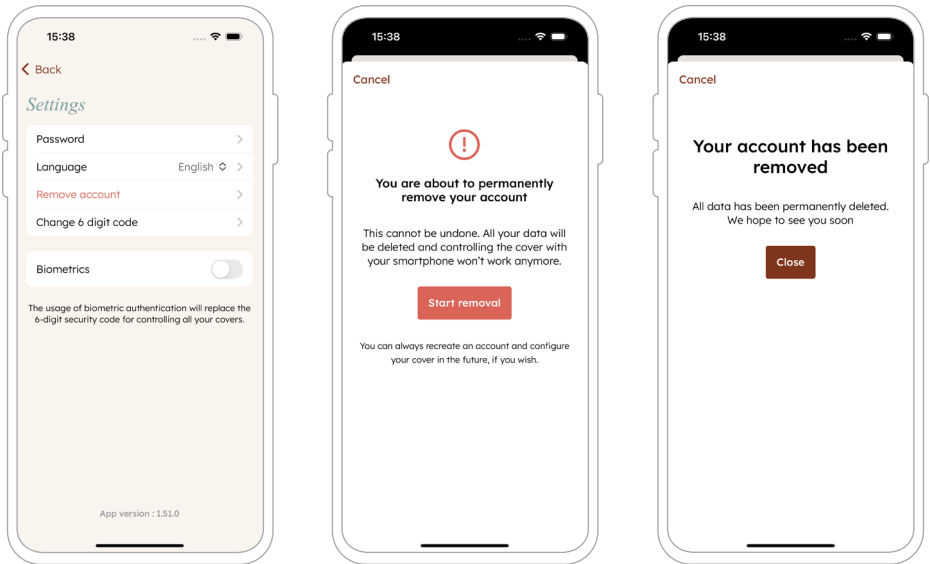 15:38
Back
Settings
Password
Language English
Remove account
Change 6 digit code
Biometrics
The usage of biometric authentication will replace the
6-digit security code for controlling all your covers.
App version : 1.51.0
15:38
Cancel
You are about to permanently
remove your account
This cannot be undone. All your data will
be deleted and controlling the cover with
your smartphone won't work anymore.
Start removal
You can always recreate an account and configure
your cover in the future, if you wish.
15:38
Cancel
Your account has been
removed
All data has been permanently deleted.
We hope to see you soon
Close